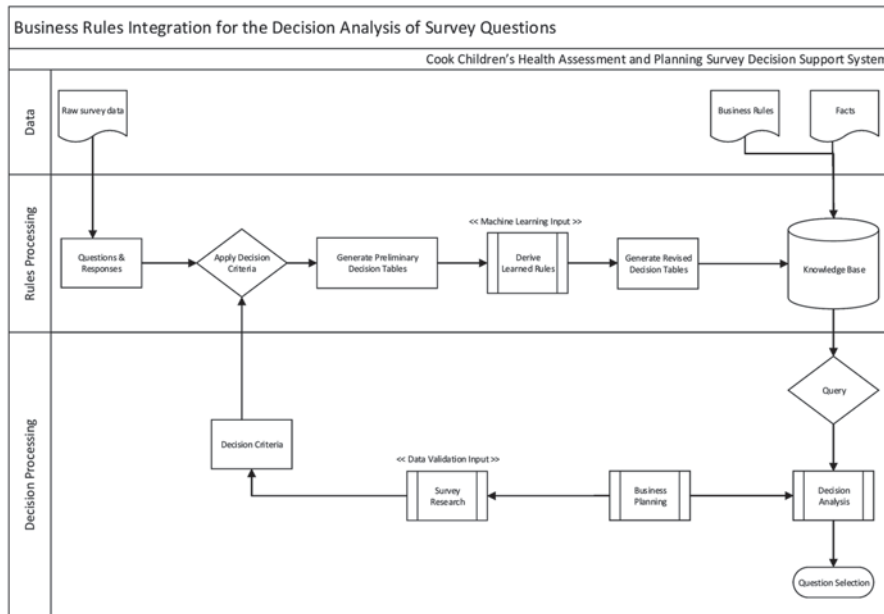 Business Rules Integration for the Decision Analysis of Survey Questions
Cook Children's Health Assessment and Planning Survey Decision Support System
Data
Raw survey data
Business Rules
Facts
Rules Processing
Questions &
Responses
Apply Decision
Criteria
Generate Preliminary
Decision Tables
<< Machine Learning Input >>
Derive
Learned Rules
Generate Revised
Decision Tables
Knowledge Base
Decision Processing
Query
Decision Criteria
<< Data Validation Input >>
Survey
Research
Business
Planning
Decision
Analysis
Question Selection